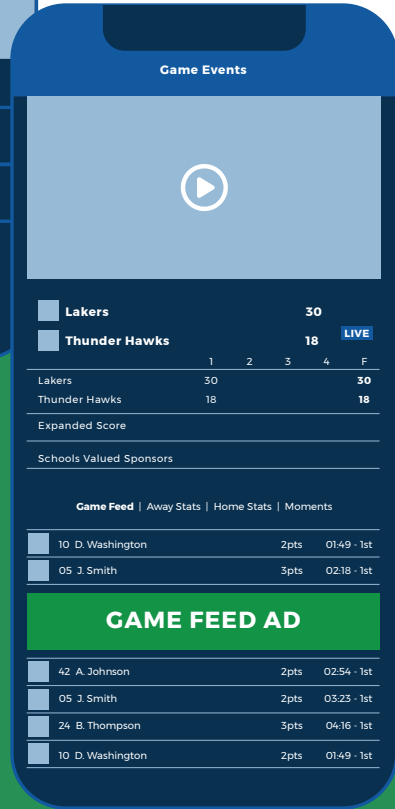 Game Events
Lakers 30
Thunder Hawks 18 LIVE
1 2 3 4 F
Lakers 30 30
Thunder Hawks 18 18
Expanded Score
Schools Valued Sponsors
Game Feed | Away Stats | Home Stats | Moments
10 D. Washington 2pts 01:49 - 1st
05 J. Smith 3pts 02:18 - 1st
GAME FEED AD
42 A. Johnson 2pts 02:54 - 1st
05 J. Smith 2pts 03:23 - 1st
24 B. Thompson 3pts 04:16 - 1st
10 D. Washington 2pts 01:49 - 1st